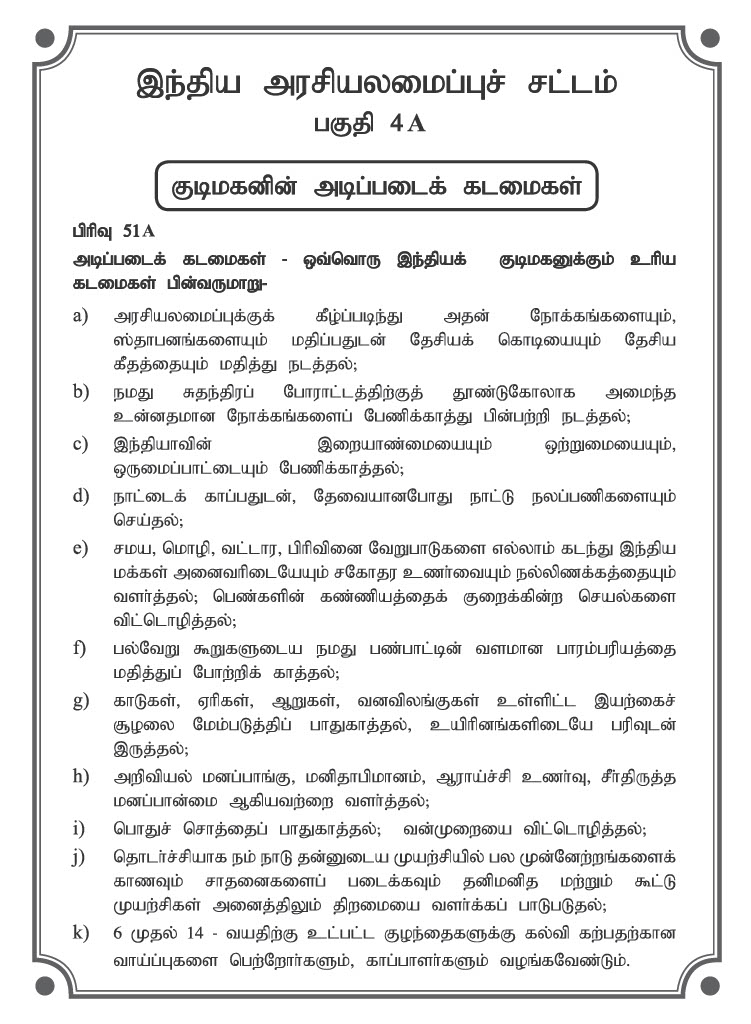 இந்திய அரசியலமைப்புச் சட்டம்
பகுதி 4A
குடிமகனின் அடிப்படைக் கடமைகள்
பிரிவு 51A
அடிப்படைக் கடமைகள் - ஒவ்வொரு இந்தியக் குடிமகனுக்கும் உரிய
கடமைகள் பின்வருமாறு-
a) அரசியலமைப்புக்குக் கீழ்ப்படிந்து அதன் நோக்கங்களையும்,
ஸ்தாபனங்களையும் மதிப்பதுடன் தேசியக் கொடியையும் தேசிய
கீதத்தையும் மதித்து நடத்தல்;
b) நமது சுதந்திரப் போராட்டத்திற்குத் தூண்டுகோலாக அமைந்த
உன்னதமான நோக்கங்களைப் பேணிக்காத்து பின்பற்றி நடத்தல்;
c) இந்தியாவின் இறையாண்மையையும் ஒற்றுமையையும்,
ஒருமைப்பாட்டையும் பேணிக்காத்தல்;
d) நாட்டைக் காப்பதுடன், தேவையானபோது நாட்டு நலப்பணிகளையும்
செய்தல்;
e) சமய, மொழி, வட்டார, பிரிவினை வேறுபாடுகளை எல்லாம் கடந்து இந்திய
மக்கள் அனைவரிடையேயும் சகோதர உணர்வையும் நல்லிணக்கத்தையும்
வளர்த்தல்; பெண்களின் கண்ணியத்தைக் குறைக்கின்ற செயல்களை
விட்டொழித்தல்;
f) பல்வேறு கூறுகளுடைய நமது பண்பாட்டின் வளமான பாரம்பரியத்தை
மதித்துப் போற்றிக் காத்தல்;
g) காடுகள், ஏரிகள், ஆறுகள், வனவிலங்குகள் உள்ளிட்ட இயற்கைச்
சூழலை மேம்படுத்திப் பாதுகாத்தல், உயிரினங்களிடையே பரிவுடன்
இருத்தல்;
h) அறிவியல் மனப்பாங்கு, மனிதாபிமானம், ஆராய்ச்சி உணர்வு, சீர்திருத்த
மனப்பான்மை ஆகியவற்றை வளர்த்தல்;
i) பொதுச் சொத்தைப் பாதுகாத்தல்; வன்முறையை விட்டொழித்தல்;
j) தொடர்ச்சியாக நம் நாடு தன்னுடைய முயற்சியில் பல முன்னேற்றங்களைக்
காணவும் சாதனைகளைப் படைக்கவும் தனிமனித மற்றும் கூட்டு
முயற்சிகள் அனைத்திலும் திறமையை வளர்க்கப் பாடுபடுதல்;
k) 6 முதல் 14 - வயதிற்கு உட்பட்ட குழந்தைகளுக்கு கல்வி கற்பதற்கான
வாய்ப்புகளை பெற்றோர்களும், காப்பாளர்களும் வழங்கவேண்டும்.